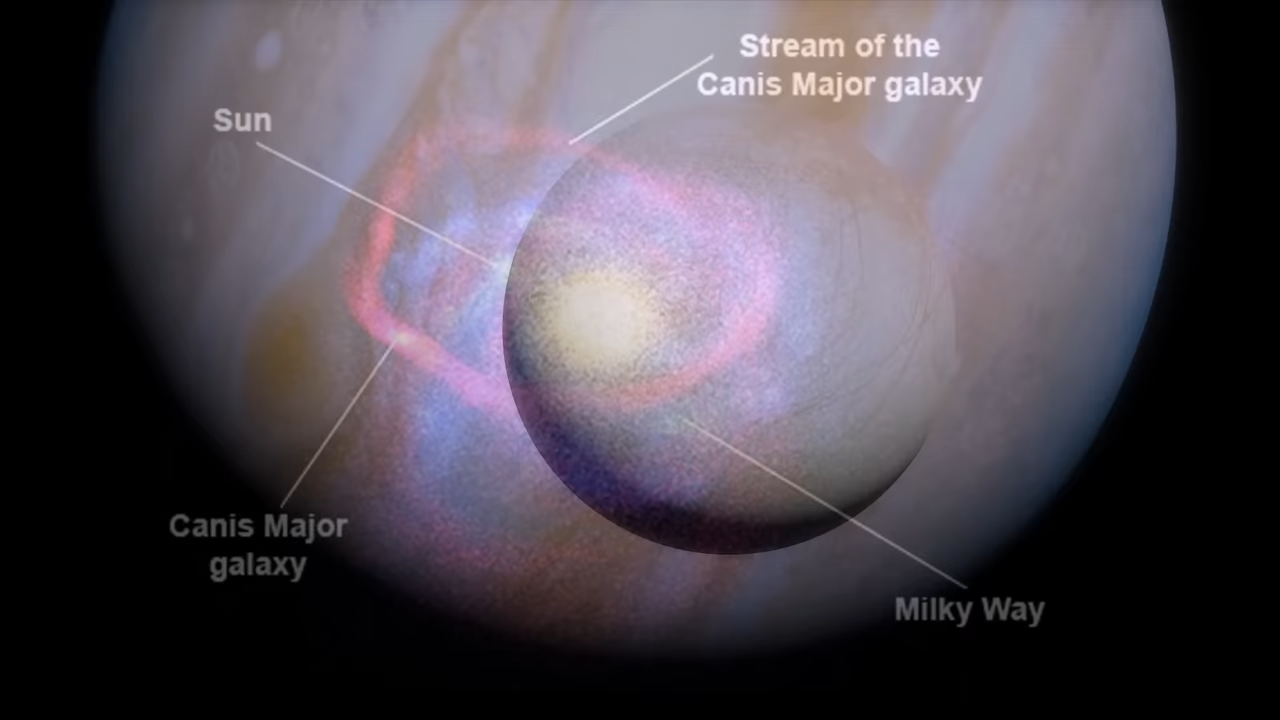 Stream of the
Canis Major galaxy
Sun
Canis Major
galaxy
Milky Way